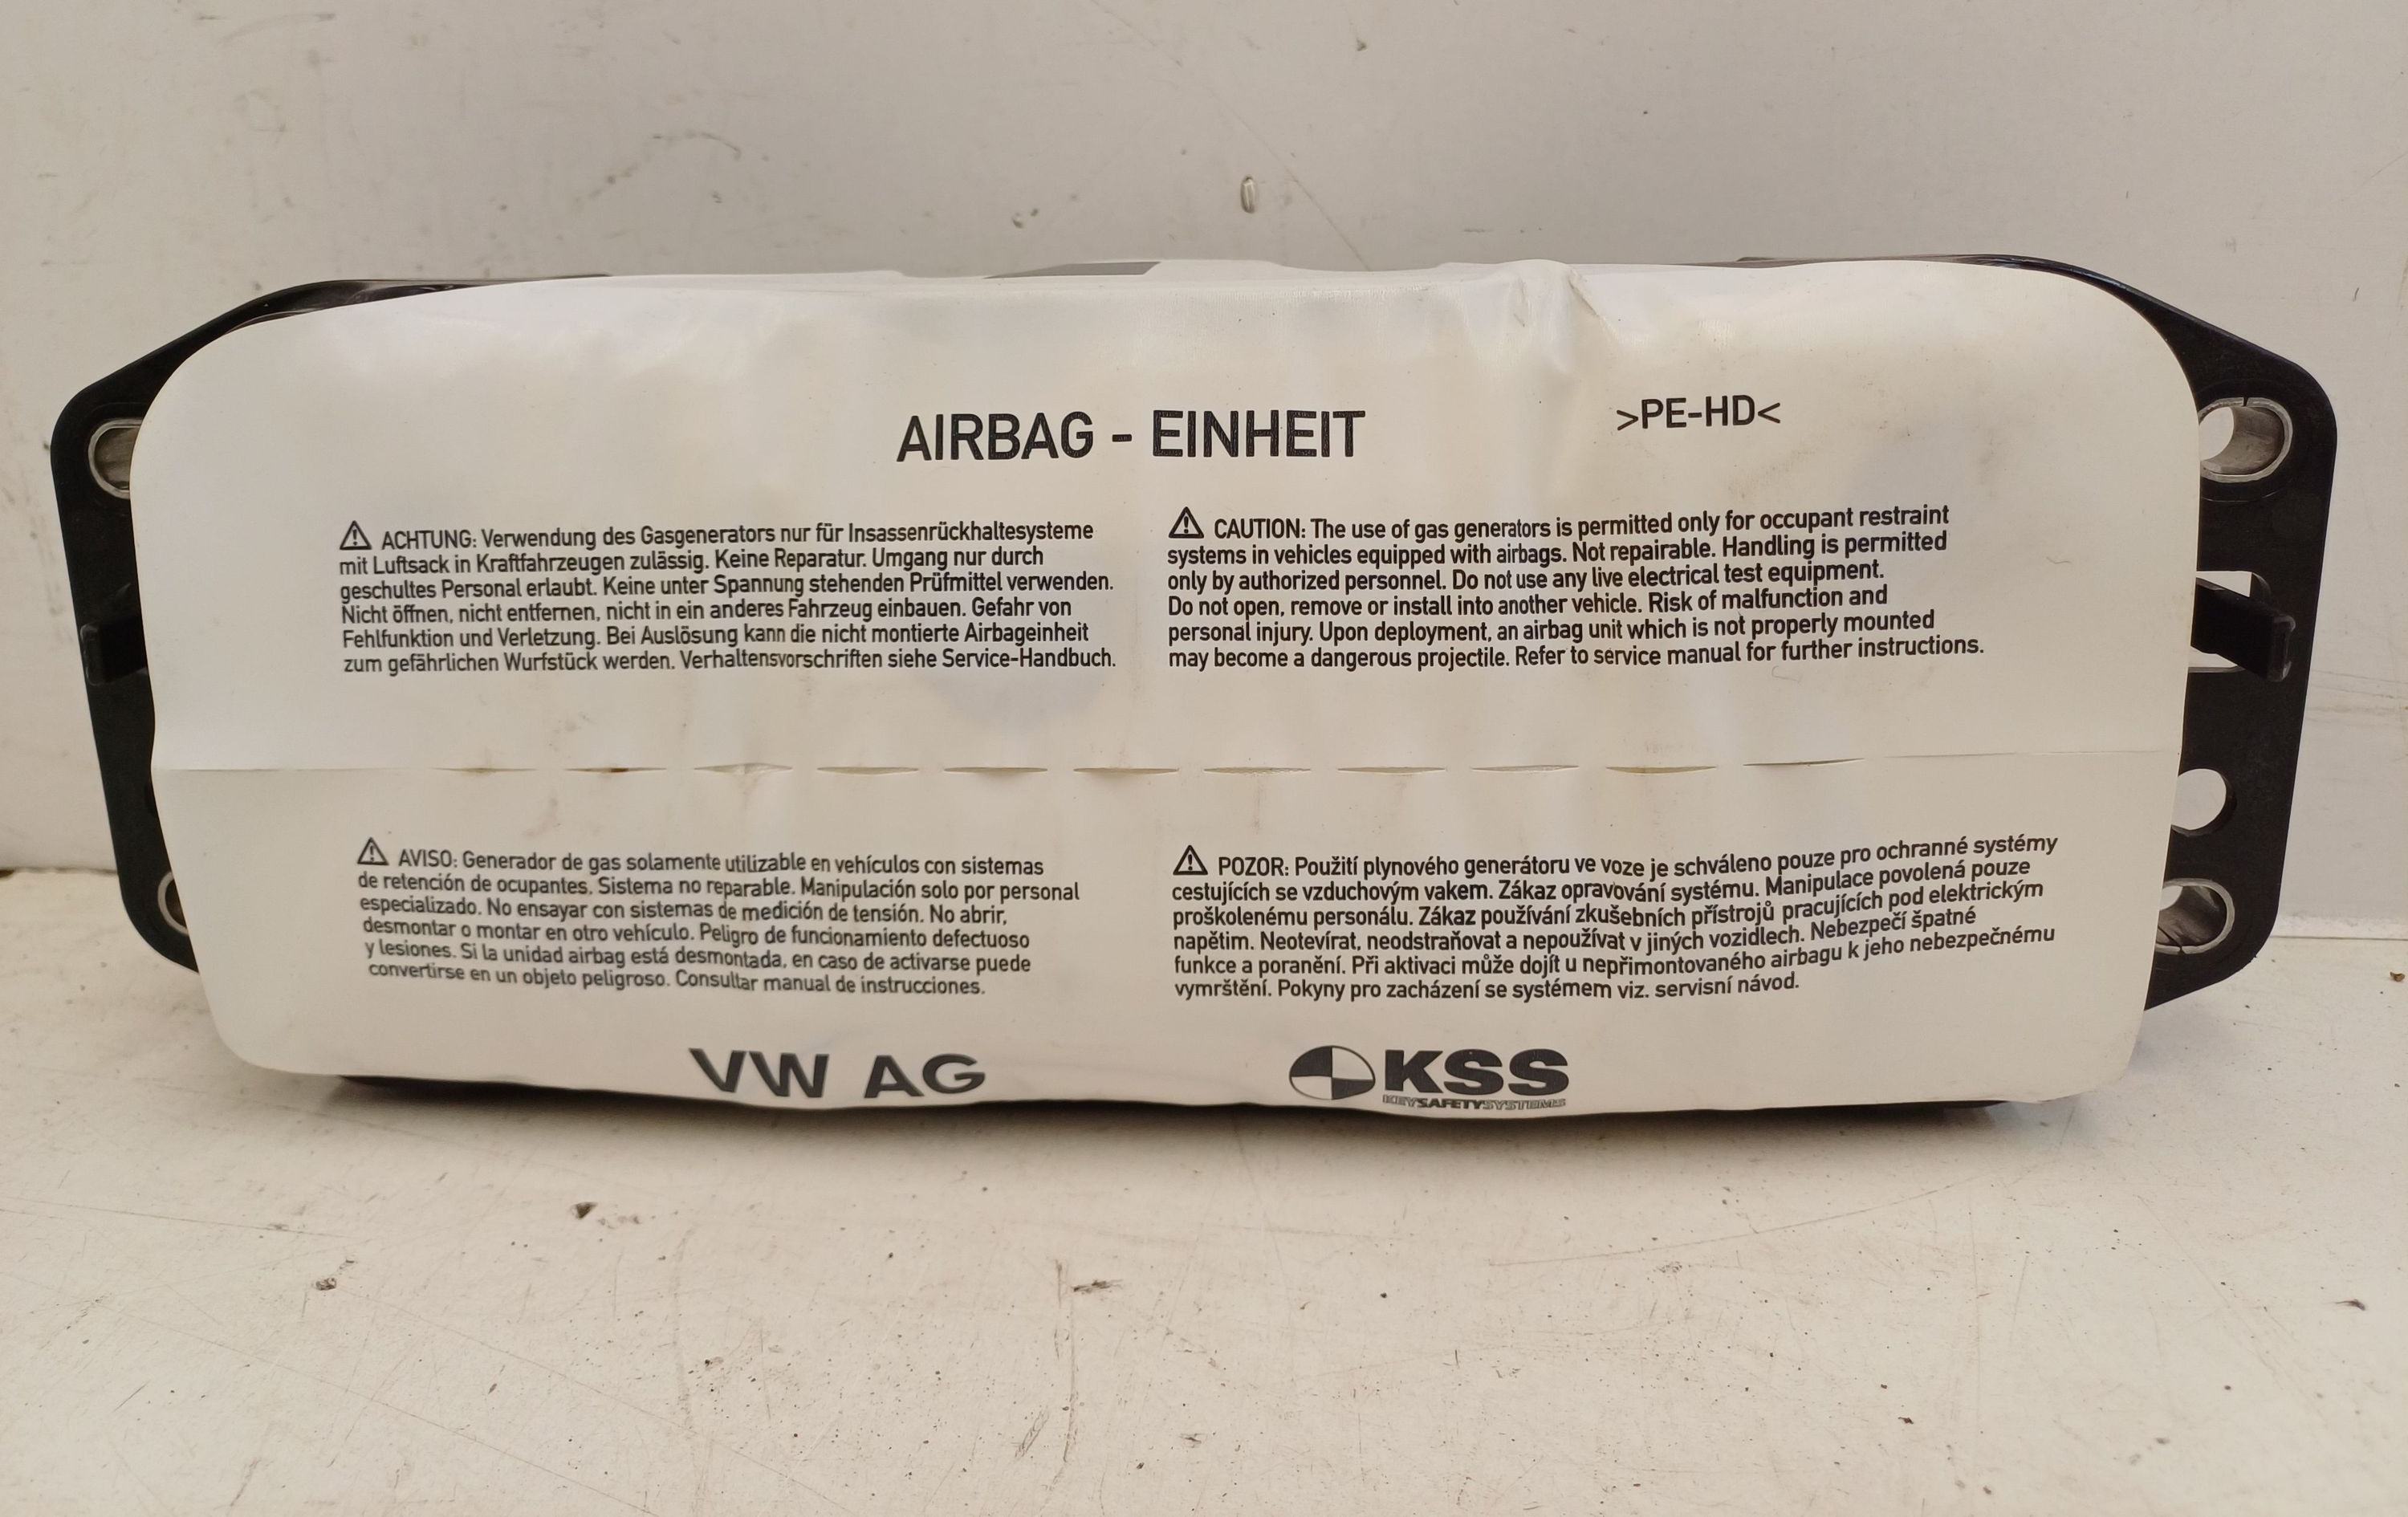 AIRBAG - EINHEIT
>PE-HD<
⚠ ACHTUNG: Verwendung des Gasgenerators nur für Insassenrückhaltesysteme
mit Luftsack in Kraftfahrzeugen zulässig. Keine Reparatur. Umgang nur durch
geschultes Personal erlaubt. Keine unter Spannung stehenden Prüfmittel verwenden.
Nicht öffnen, nicht entfernen, nicht in ein anderes Fahrzeug einbauen. Gefahr von
Fehlfunktion und Verletzung. Bei Auslösung kann die nicht montierte Airbageinheit
zum gefährlichen Wurfstück werden. Verhaltensvorschriften siehe Service-Handbuch.
⚠ CAUTION: The use of gas generators is permitted only for occupant restraint
systems in vehicles equipped with airbags. Not repairable. Handling is permitted
only by authorized personnel. Do not use any live electrical test equipment.
Do not open, remove or install into another vehicle. Risk of malfunction and
personal injury. Upon deployment, an airbag unit which is not properly mounted
may become a dangerous projectile. Refer to service manual for further instructions.
⚠ AVISO: Generador de gas solamente utilizable en vehículos con sistemas
de retención de ocupantes. Sistema no reparable. Manipulación solo por personal
especializado. No ensayar con sistemas de medición de tensión. No abrir,
desmontar o montar en otro vehículo. Peligro de funcionamiento defectuoso
y lesiones. Si la unidad airbag está desmontada, en caso de activarse puede
convertirse en un objeto peligroso. Consultar manual de instrucciones.
⚠ POZOR: Použití plynového generátoru ve voze je schváleno pouze pro ochranné systémy
cestujících se vzduchovým vakem. Zákaz opravování systému. Manipulace povolená pouze
proškolenému personálu. Zákaz používání zkušebních přístrojů pracujících pod elektrickým
napětím. Neotevírat, neodstraňovat a nepoužívat v jiných vozidlech. Nebezpečí špatné
funkce a poranění. Při aktivaci může dojít u nepřimontovaného airbagu k jeho nebezpečnému
vymrštění. Pokyny pro zacházení se systémem viz. servisní návod.
VW AG
KSS
KEYSAFETYSYSTEMS